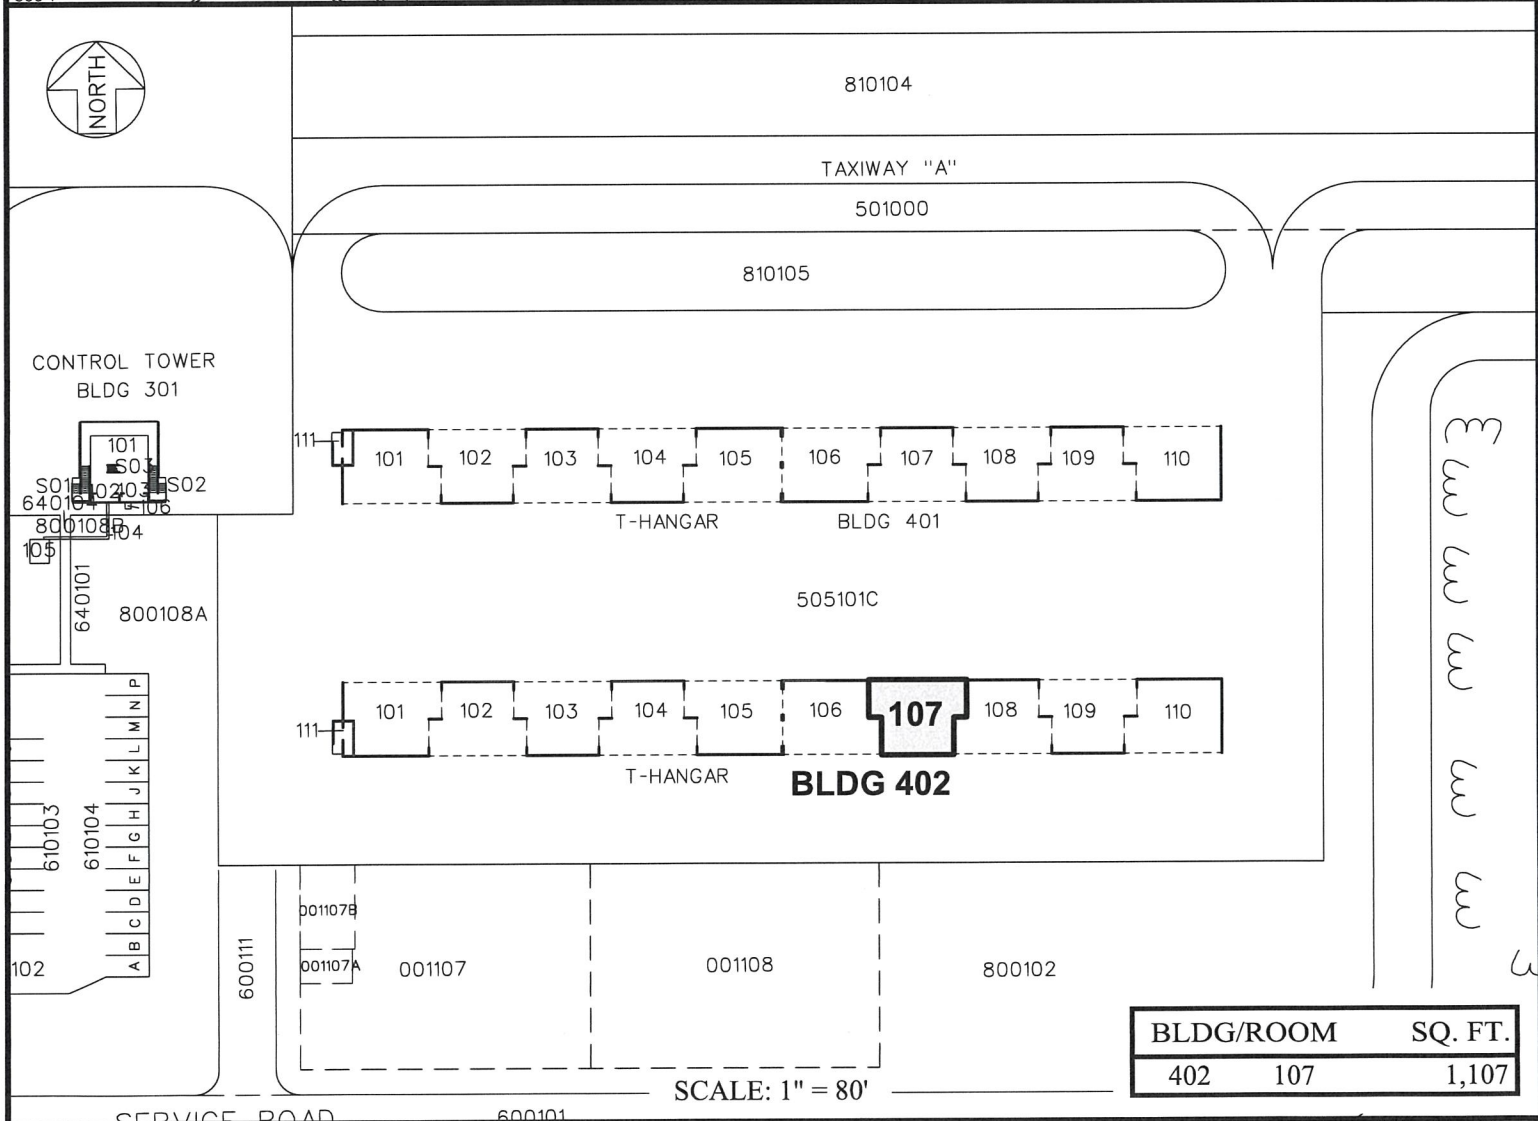 NORTH
810104
TAXIWAY "A"
501000
810105
CONTROL TOWER
BLDG 301
101
S03
S01
102
103
S02
640104
106
800108B
104
105
640101
800108A
111
101
102
103
104
105
106
107
108
109
110
T-HANGAR
BLDG 401
505101C
111
101
102
103
104
105
106
107
108
109
110
T-HANGAR
BLDG 402
P
N
M
L
K
J
H
G
F
E
D
C
B
A
610103
610104
102
600111
001107B
001107A
001107
001108
800102
BLDG/ROOM SQ. FT.
402 107 1,107
SCALE: 1" = 80'
SERVICE ROAD
600101